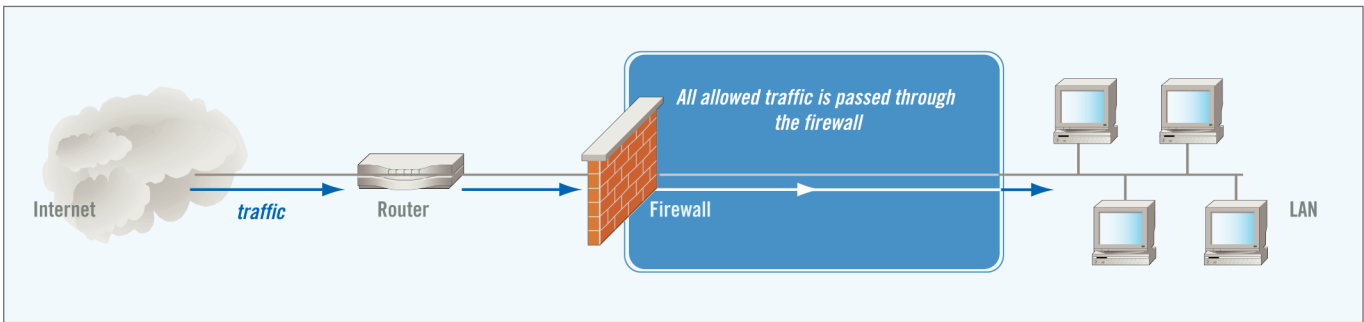 All allowed traffic is passed through
the firewall
Internet
traffic
Router
Firewall
LAN